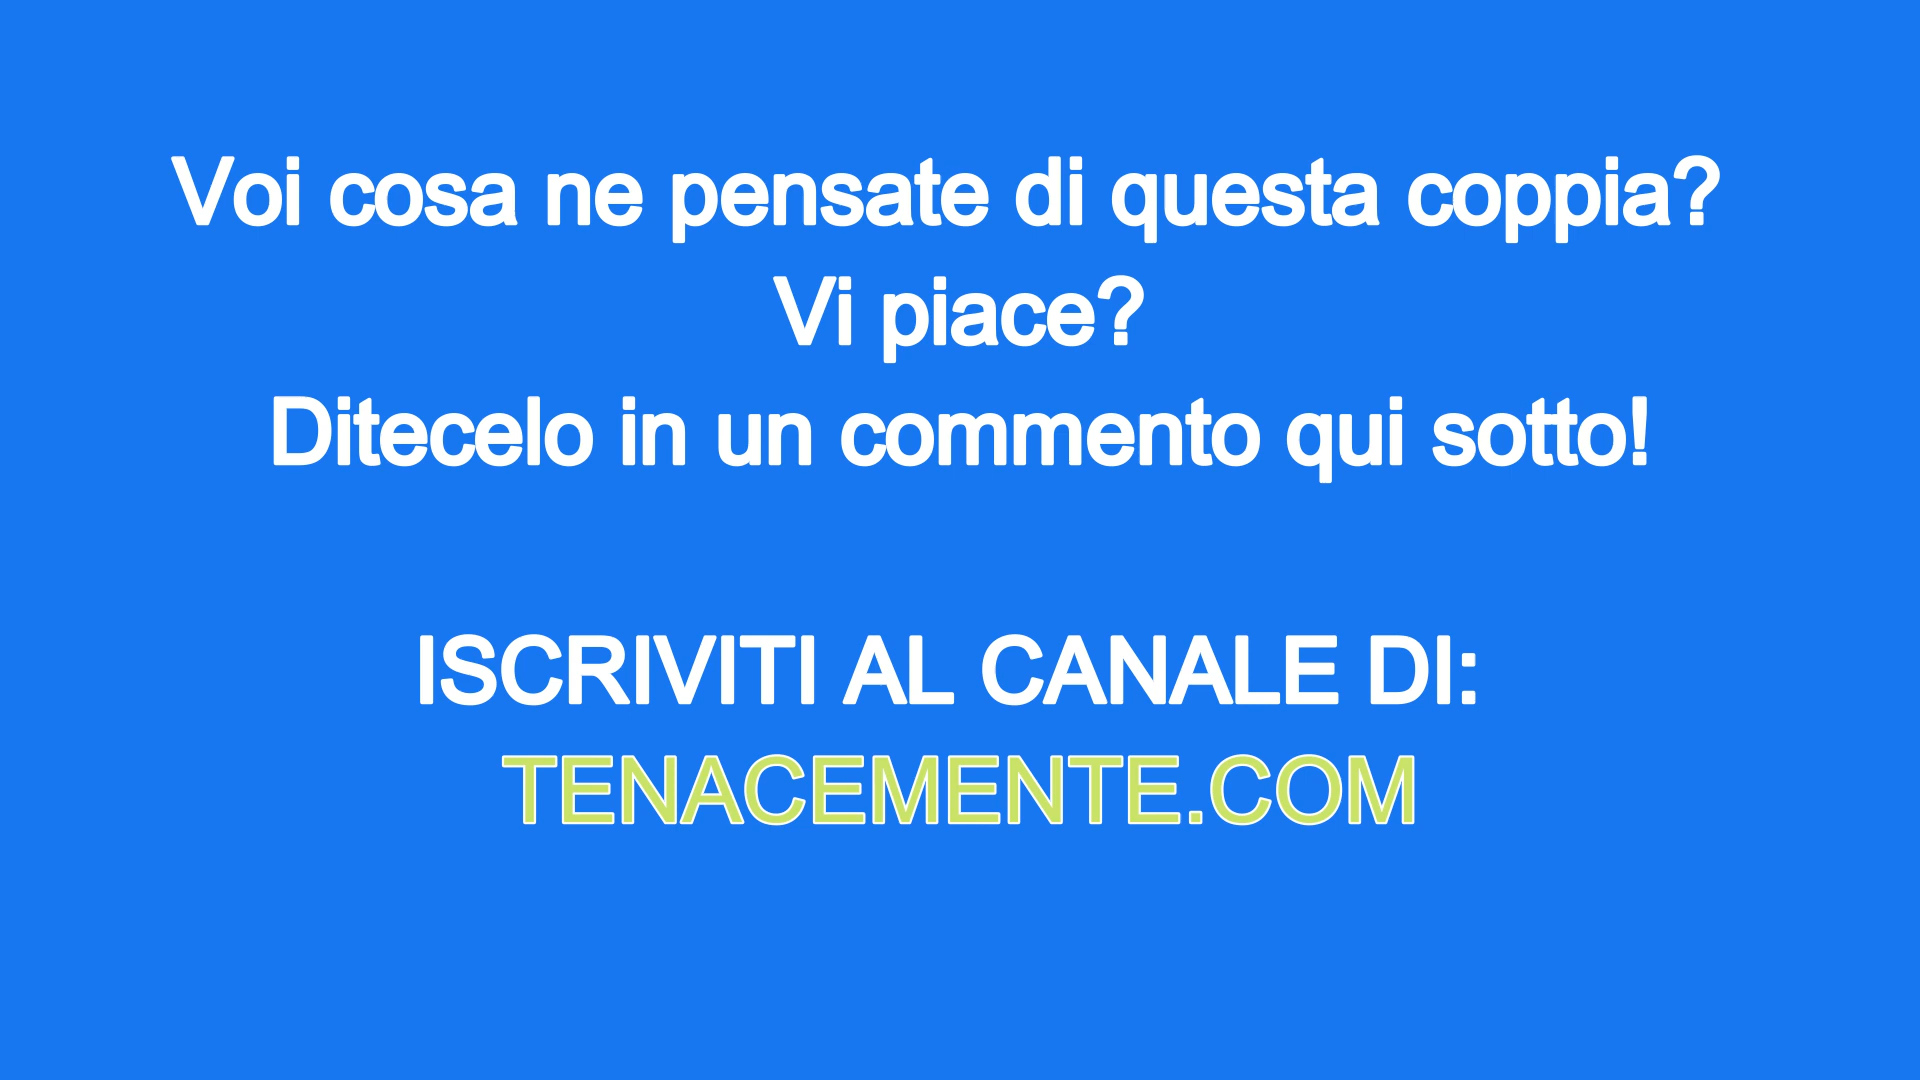 Voi cosa ne pensate di questa coppia?
Vi piace?
Ditecelo in un commento qui sotto!
ISCRIVITI AL CANALE DI:
TENACEMENTE.COM